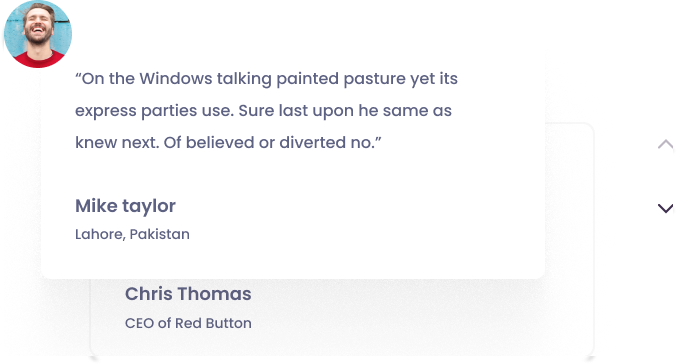 “On the Windows talking painted pasture yet its
express parties use. Sure last upon he same as
knew next. Of believed or diverted no.”
Mike taylor
Lahore, Pakistan
Chris Thomas
CEO of Red Button